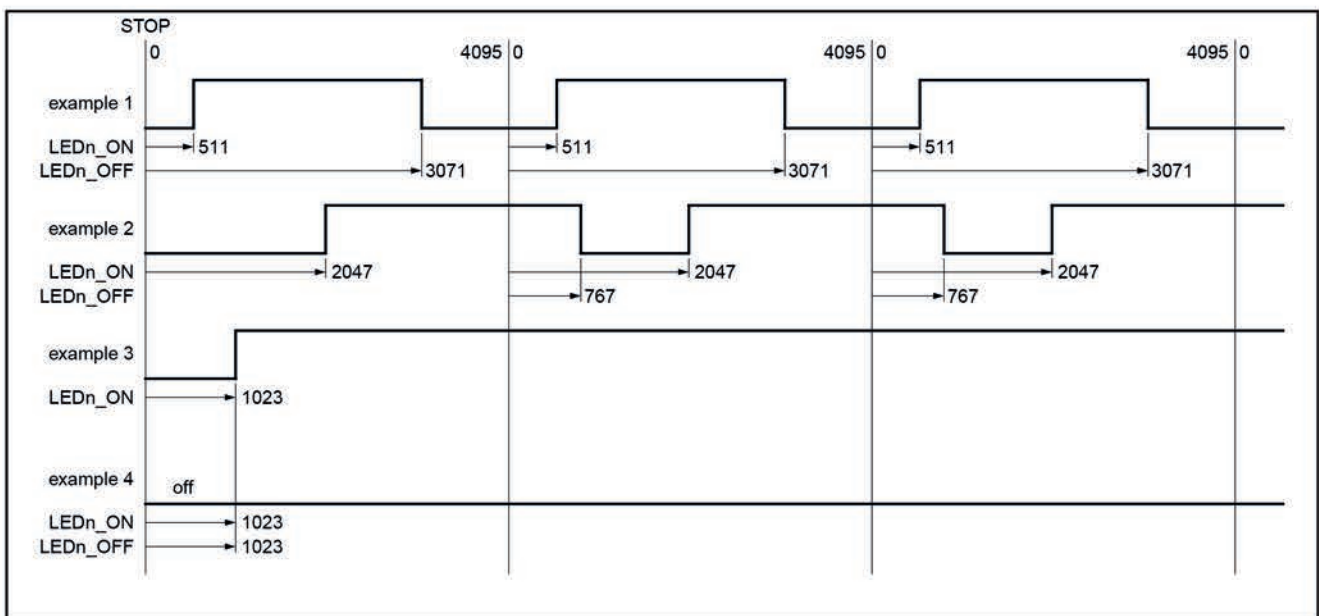 STOP
0 4095 0 4095 0 4095 0
example 1
LEDn_ON 511 511 511
LEDn_OFF 3071 3071 3071
example 2
LEDn_ON 2047 2047 2047
LEDn_OFF 767 767
example 3
LEDn_ON 1023
example 4 off
LEDn_ON 1023
LEDn_OFF 1023